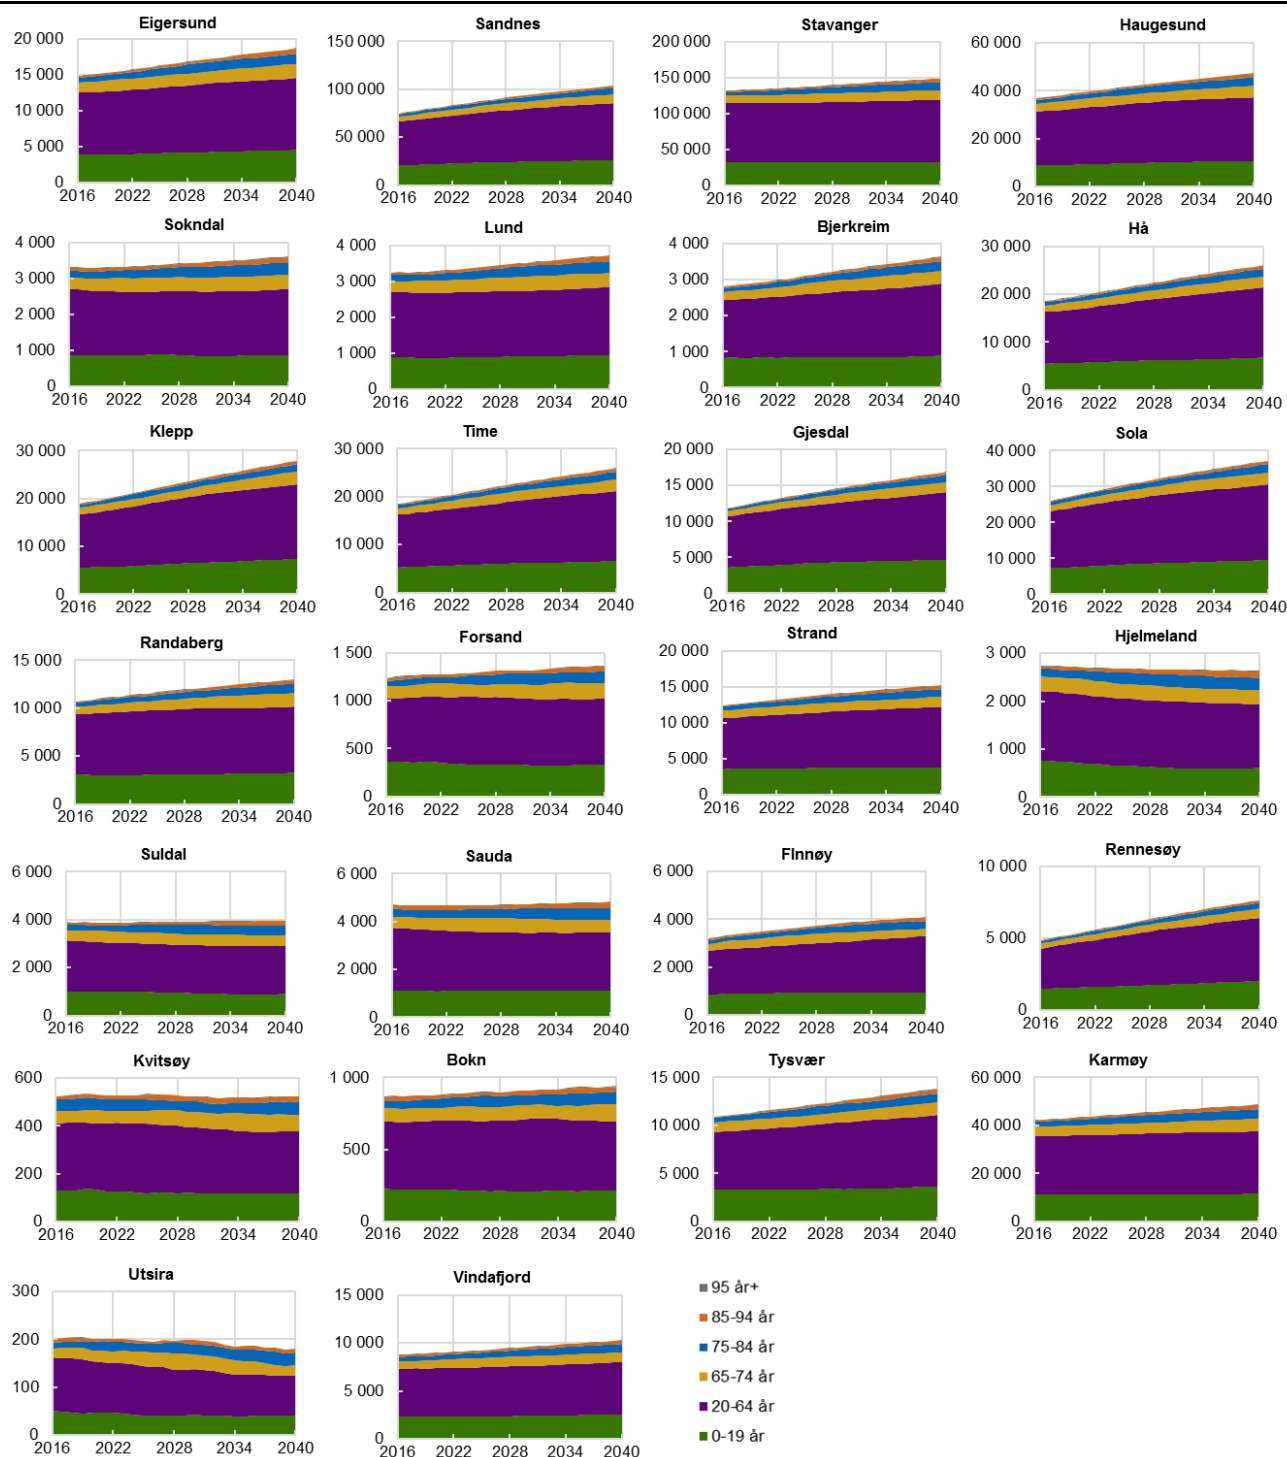 Eigersund
20 000
15 000
10 000
5 000
0
2016 2022 2028 2034 2040
Sandnes
150 000
100 000
50 000
0
2016 2022 2028 2034 2040
Stavanger
200 000
150 000
100 000
50 000
0
2016 2022 2028 2034 2040
Haugesund
60 000
40 000
20 000
0
2016 2022 2028 2034 2040
Sokndal
4 000
3 000
2 000
1 000
0
2016 2022 2028 2034 2040
Lund
4 000
3 000
2 000
1 000
0
2016 2022 2028 2034 2040
Bjerkreim
4 000
3 000
2 000
1 000
0
2016 2022 2028 2034 2040
Hå
30 000
20 000
10 000
0
2016 2022 2028 2034 2040
Klepp
30 000
20 000
10 000
0
2016 2022 2028 2034 2040
Time
30 000
20 000
10 000
0
2016 2022 2028 2034 2040
Gjesdal
20 000
15 000
10 000
5 000
0
2016 2022 2028 2034 2040
Sola
40 000
30 000
20 000
10 000
0
2016 2022 2028 2034 2040
Randaberg
15 000
10 000
5 000
0
2016 2022 2028 2034 2040
Forsand
1 500
1 000
500
0
2016 2022 2028 2034 2040
Strand
20 000
15 000
10 000
5 000
0
2016 2022 2028 2034 2040
Hjelmeland
3 000
2 000
1 000
0
2016 2022 2028 2034 2040
Suldal
6 000
4 000
2 000
0
2016 2022 2028 2034 2040
Sauda
6 000
4 000
2 000
0
2016 2022 2028 2034 2040
FInnøy
6 000
4 000
2 000
0
2016 2022 2028 2034 2040
Rennesøy
10 000
5 000
0
2016 2022 2028 2034 2040
Kvitsøy
600
400
200
0
2016 2022 2028 2034 2040
Bokn
1 000
500
0
2016 2022 2028 2034 2040
Tysvær
15 000
10 000
5 000
0
2016 2022 2028 2034 2040
Karmøy
60 000
40 000
20 000
0
2016 2022 2028 2034 2040
Utsira
300
200
100
0
2016 2022 2028 2034 2040
Vindafjord
15 000
10 000
5 000
0
2016 2022 2028 2034 2040
95 år+
85-94 år
75-84 år
65-74 år
20-64 år
0-19 år